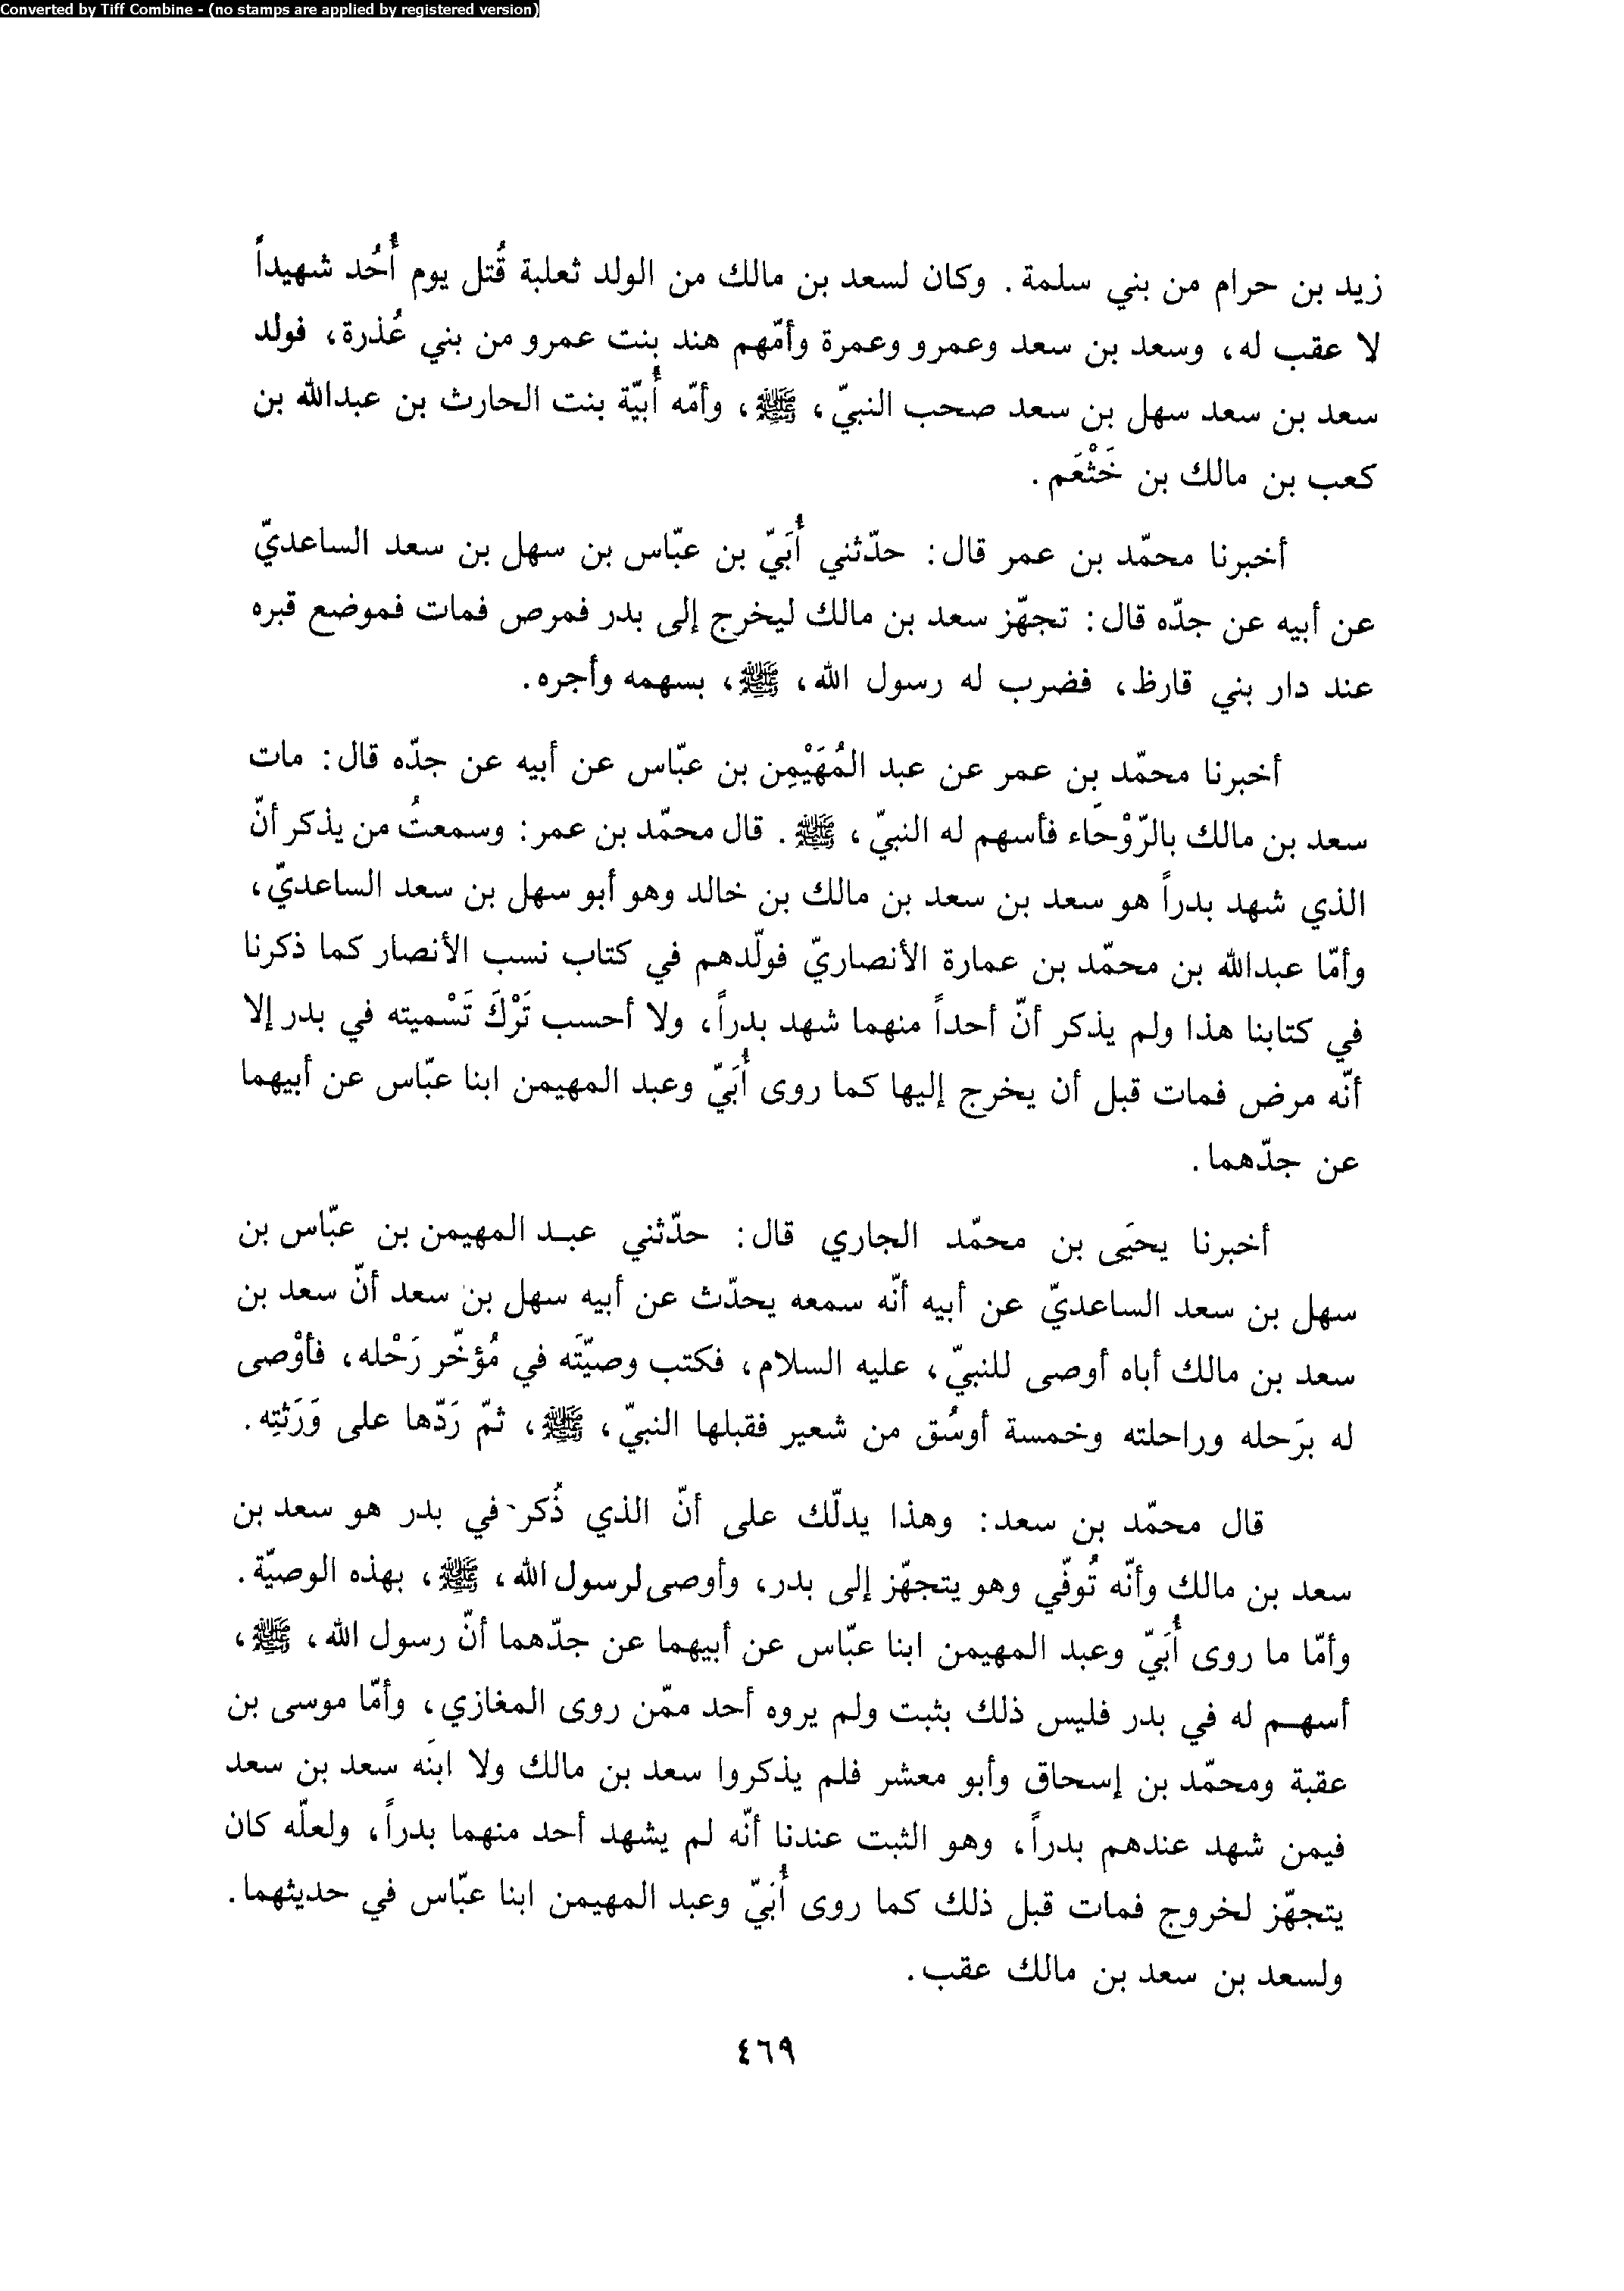 Converted by Tiff Combine - (no stamps are applied by registered version)
زيد بن حرام من بني سلمة. وكان لسعد بن مالك من الولد ثعلبة قُتل يوم أُحُد شهيداً
لا عقب له، وسعد بن سعد وعمرو وعمرة وأمّهم هند بنت عمرو من بني عُذرة، فولد
سعد بن سعد سهل بن سعد صحب النبيّ، ﷺ، وأمّه أُبيّة بنت الحارث بن عبدالله بن
كعب بن مالك بن خَثْعَم.
أخبرنا محمّد بن عمر قال: حدّثني أُبَيّ بن عبّاس بن سهل بن سعد الساعديّ
عن أبيه عن جدّه قال: تجهّز سعد بن مالك ليخرج إلى بدر فمرص فمات فموضع قبره
عند دار بني قارظ، فضرب له رسول الله، ﷺ، بسهمه وأجره.
أخبرنا محمّد بن عمر عن عبد المُهَيْمِن بن عبّاس عن أبيه عن جدّه قال: مات
سعد بن مالك بالرّوْحَاء فأسهم له النبيّ، ﷺ. قال محمّد بن عمر: وسمعتُ من يذكر أنّ
الذي شهد بدراً هو سعد بن سعد بن مالك بن خالد وهو أبو سهل بن سعد الساعديّ،
وأمّا عبدالله بن محمّد بن عمارة الأنصاريّ فولّدهم في كتاب نسب الأنصار كما ذكرنا
في كتابنا هذا ولم يذكر أنّ أحداً منهما شهد بدراً، ولا أحسب تَرْكَ تَسْميته في بدر إلا
أنّه مرض فمات قبل أن يخرج إليها كما روى أُبَيّ وعبد المهيمن ابنا عبّاس عن أبيهما
عن جدّهما.
أخبرنا يحيَى بن محمّد الجاري قال: حدّثني عبد المهيمن بن عبّاس بن
سهل بن سعد الساعديّ عن أبيه أنّه سمعه يحدّث عن أبيه سهل بن سعد أنّ سعد بن
سعد بن مالك أباه أوصى للنبيّ، عليه السلام، فكتب وصيّتَه في مُؤخّر رَحْله، فأوْصى
له برَحله وراحلته وخمسة أوسُق من شعير فقبلها النبيّ، ﷺ، ثمّ رَدّها على وَرَثتِه.
قال محمّد بن سعد: وهذا يدلّك على أنّ الذي ذُكر في بدر هو سعد بن
سعد بن مالك وأنّه تُوفّي وهو يتجهّز إلى بدر، وأوصى لرسول الله، ﷺ، بهذه الوصيّة.
وأمّا ما روى أُبَيّ وعبد المهيمن ابنا عبّاس عن أبيهما عن جدّهما أنّ رسول الله، ﷺ،
أسهم له في بدر فليس ذلك بثبت ولم يروه أحد ممّن روى المغازي، وأمّا موسى بن
عقبة ومحمّد بن إسحاق وأبو معشر فلم يذكروا سعد بن مالك ولا ابنَه سعد بن سعد
فيمن شهد عندهم بدراً، وهو الثبت عندنا أنّه لم يشهد أحد منهما بدراً، ولعلّه كان
يتجهّز لخروج فمات قبل ذلك كما روى أُبَيّ وعبد المهيمن ابنا عبّاس في حديثهما.
ولسعد بن سعد بن مالك عقب.
٤٦٩